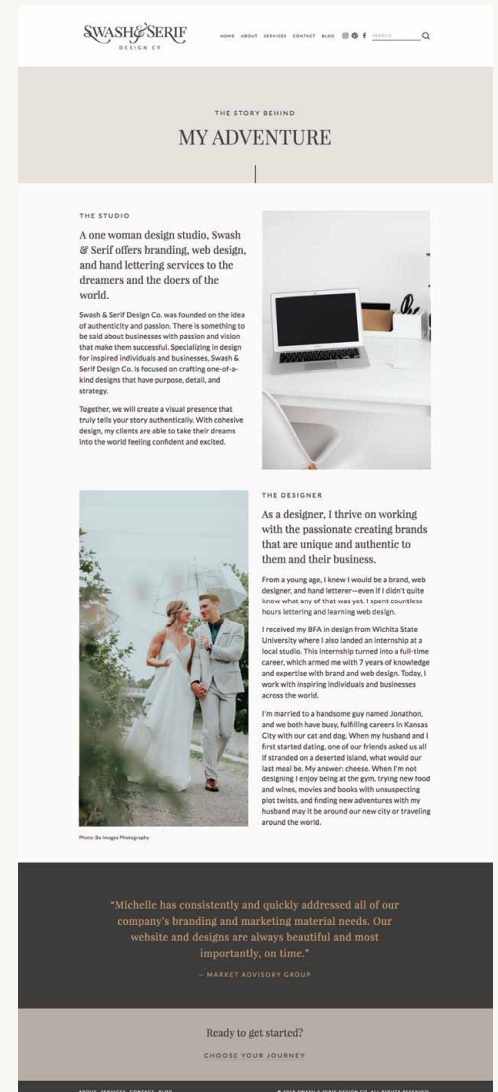 SWASH & SERIF
DESIGN CO
HOME ABOUT SERVICES CONTACT BLOG
SEARCH
THE STORY BEHIND
MY ADVENTURE
THE STUDIO
A one woman design studio, Swash
& Serif offers branding, web design,
and hand lettering services to the
dreamers and the doers of the
world.
Swash & Serif Design Co. was founded on the idea
of authenticity and passion. There is something to
be said about businesses with passion and vision
that make them successful. Specializing in design
for inspired individuals and businesses, Swash &
Serif Design Co. is focused on crafting one-of-a-
kind designs that have purpose, detail, and
strategy.
Together, we will create a visual presence that
truly tells your story authentically. With cohesive
design, my clients are able to take their dreams
into the world feeling confident and excited.
THE DESIGNER
As a designer, I thrive on working
with the passionate creating brands
that are unique and authentic to
them and their business.
From a young age, I knew I would be a brand, web
designer, and hand letterer—even if I didn't quite
know what any of that was yet. I spent countless
hours lettering and learning web design.
I received my BFA in design from Wichita State
University where I also landed an internship at a
local studio. This internship turned into a full-time
career, which armed me with 7 years of knowledge
and expertise with brand and web design. Today, I
work with inspiring individuals and businesses
across the world.
I'm married to a handsome guy named Jonathon,
and we both have busy, fulfilling careers in Kansas
City with our cat and dog. When my husband and I
first started dating, one of our friends asked us all
if stranded on a deserted island, what would our
last meal be. My answer: cheese. When I'm not
designing I enjoy being at the gym, trying new food
and wines, movies and books with unsuspecting
plot twists, and finding new adventures with my
husband may it be around our new city or traveling
around the world.
Photo: Be Images Photography
"Michelle has consistently and quickly addressed all of our
company's branding and marketing material needs. Our
website and designs are always beautiful and most
importantly, on time."
– MARKET ADVISORY GROUP
Ready to get started?
CHOOSE YOUR JOURNEY
ABOUT SERVICES CONTACT BLOG
SWASH & SERIF DESIGN CO. ALL RIGHTS RESERVED